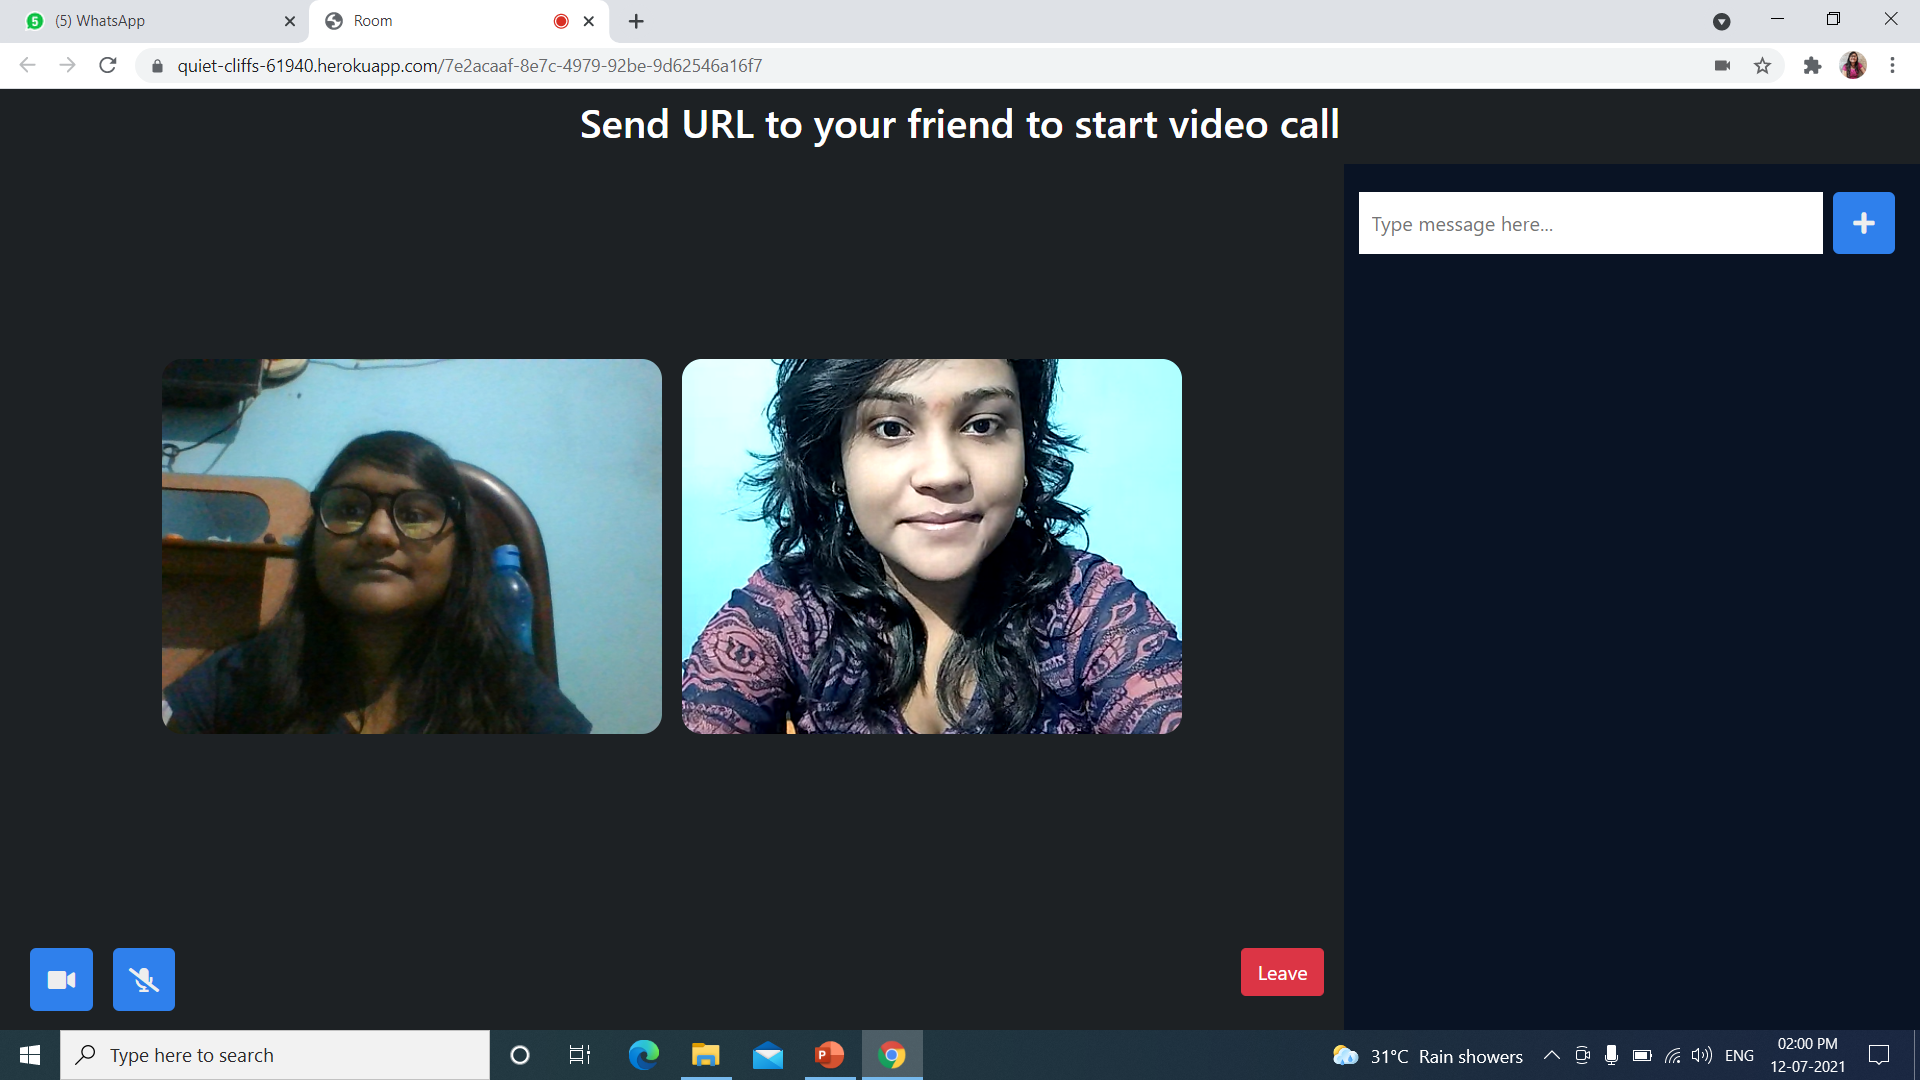 (5) WhatsApp
Room
quiet-cliffs-61940.herokuapp.com/7e2acaaf-8e7c-4979-92be-9d62546a16f7
Send URL to your friend to start video call
Type message here...
Leave
Type here to search
31°C Rain showers
ENG
02:00 PM
12-07-2021